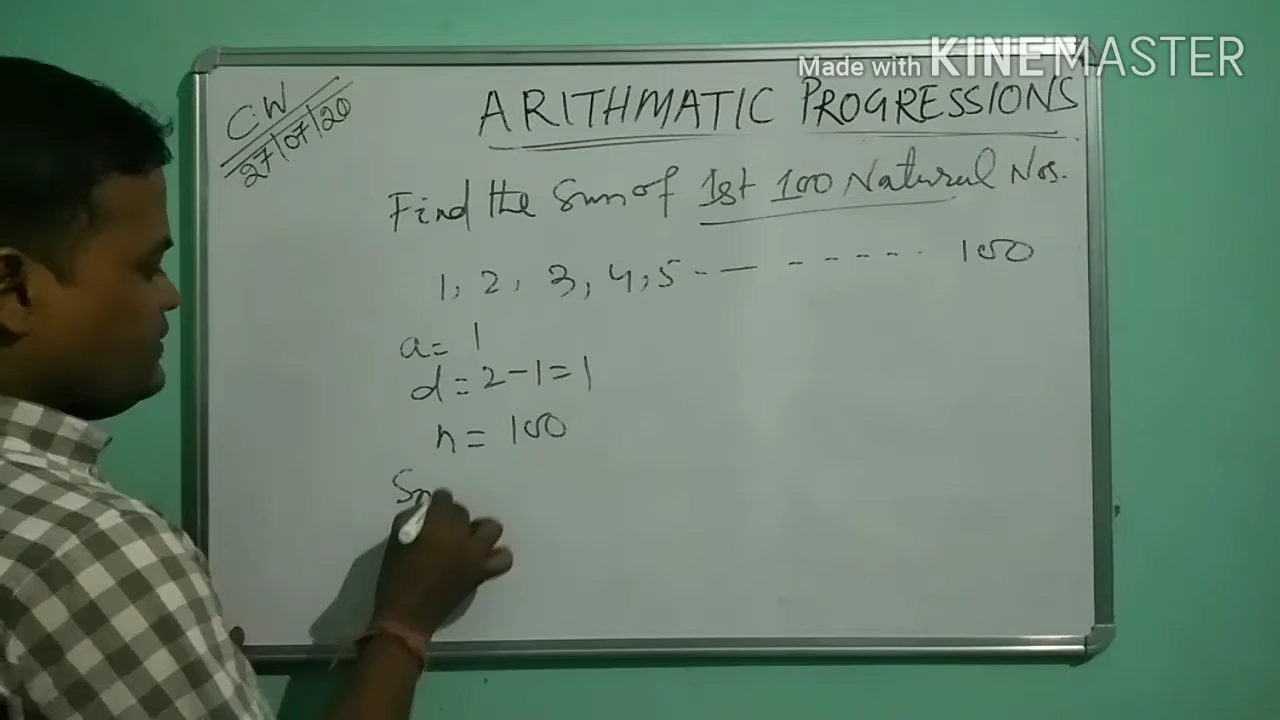 Made with KINEMASTER
C.W
27/07/20
ARITHMATIC PROGRESSIONS
Find the Sum of 1st 100 Natural Nos.
1, 2, 3, 4, 5 - — - - - - - . 100
a = 1
d = 2 - 1 = 1
n = 100
Sn